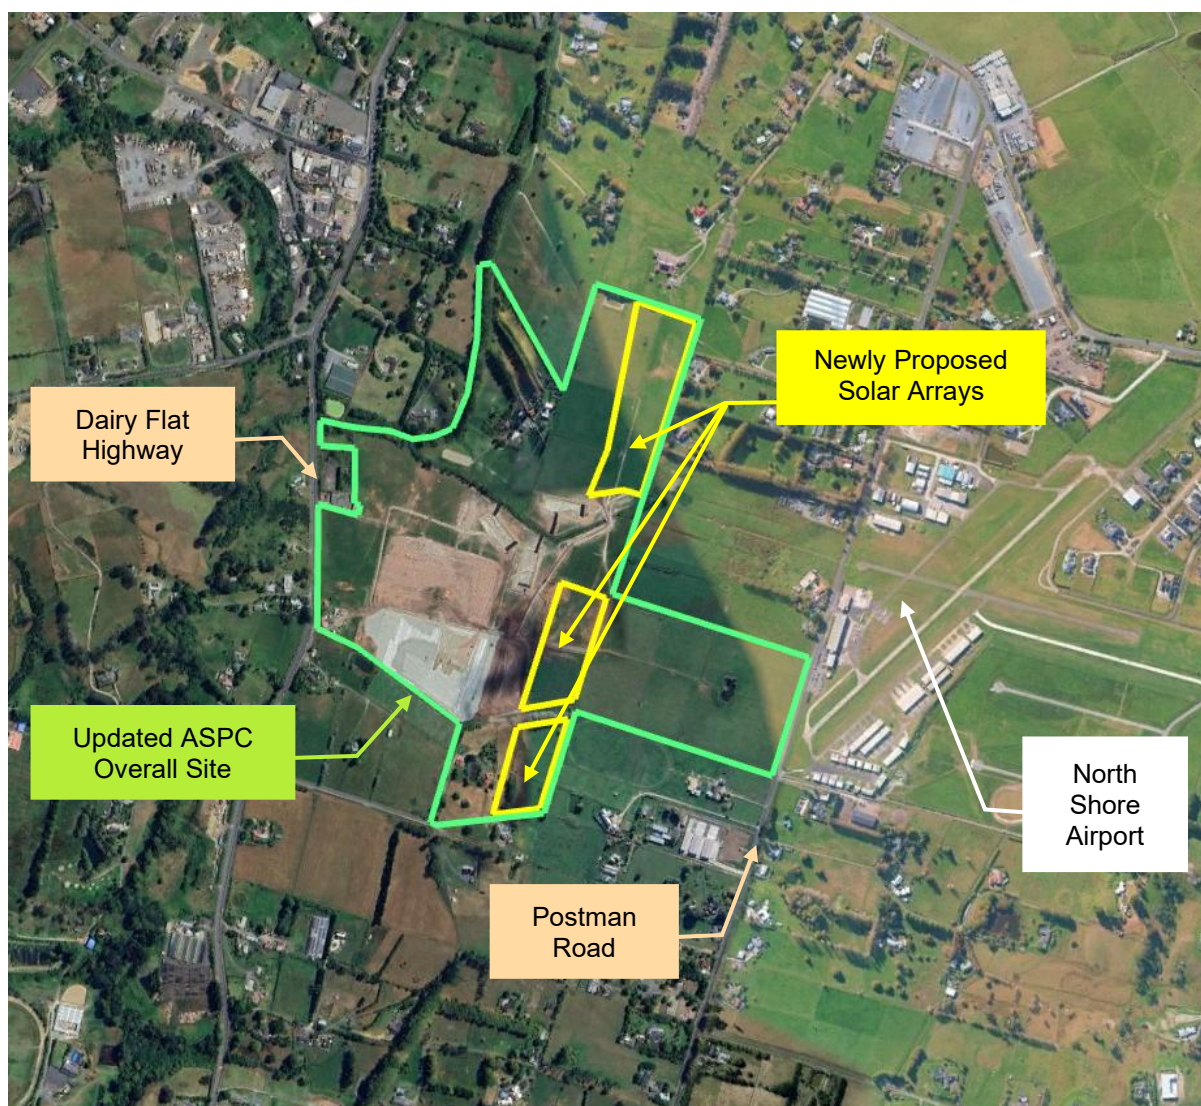 Newly Proposed
Solar Arrays
Dairy Flat
Highway
Updated ASPC
Overall Site
North
Shore
Airport
Postman
Road